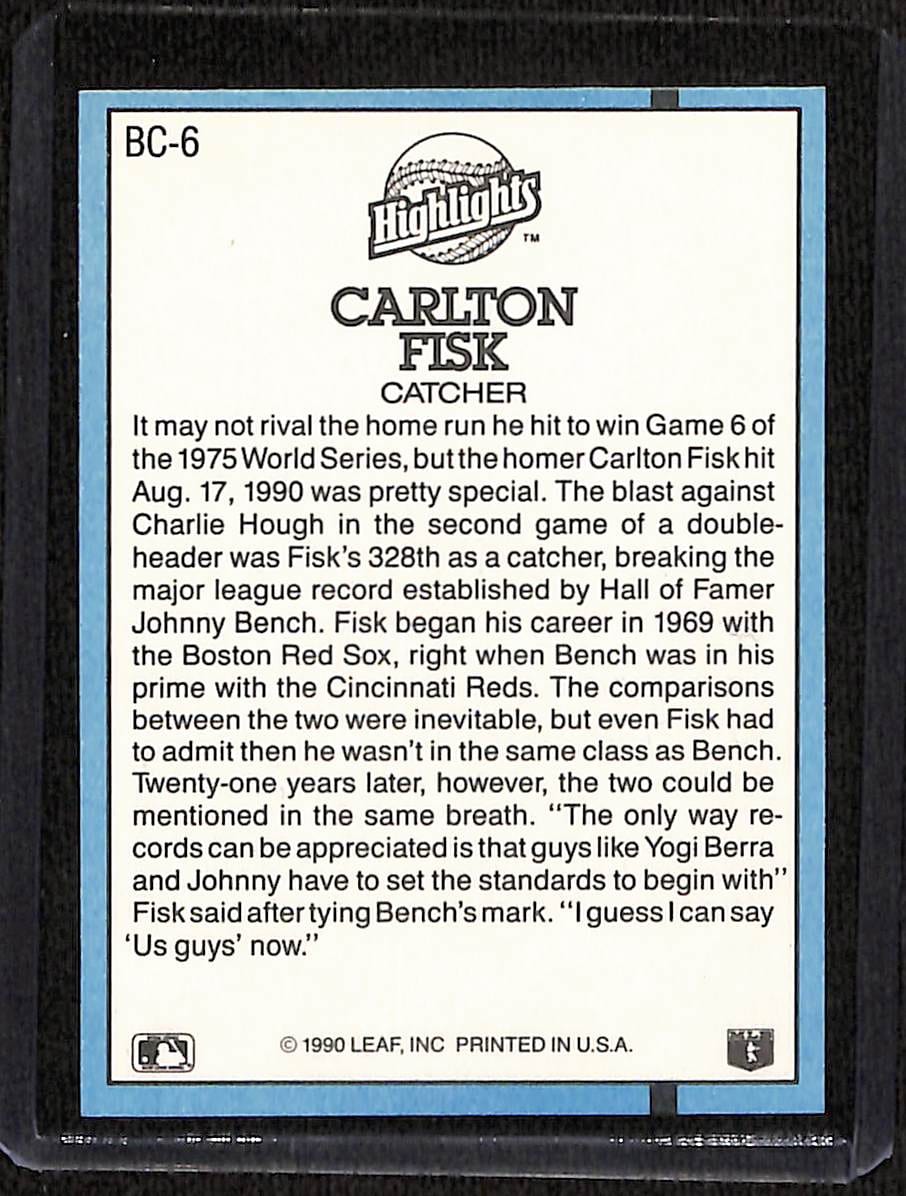 BC-6
Highlights
™
CARLTON
FISK
CATCHER
It may not rival the home run he hit to win Game 6 of
the 1975 World Series, but the homer Carlton Fisk hit
Aug. 17, 1990 was pretty special. The blast against
Charlie Hough in the second game of a double-
header was Fisk's 328th as a catcher, breaking the
major league record established by Hall of Famer
Johnny Bench. Fisk began his career in 1969 with
the Boston Red Sox, right when Bench was in his
prime with the Cincinnati Reds. The comparisons
between the two were inevitable, but even Fisk had
to admit then he wasn't in the same class as Bench.
Twenty-one years later, however, the two could be
mentioned in the same breath. "The only way re-
cords can be appreciated is that guys like Yogi Berra
and Johnny have to set the standards to begin with"
Fisk said after tying Bench's mark. "I guess I can say
'Us guys' now."
© 1990 LEAF, INC PRINTED IN U.S.A.